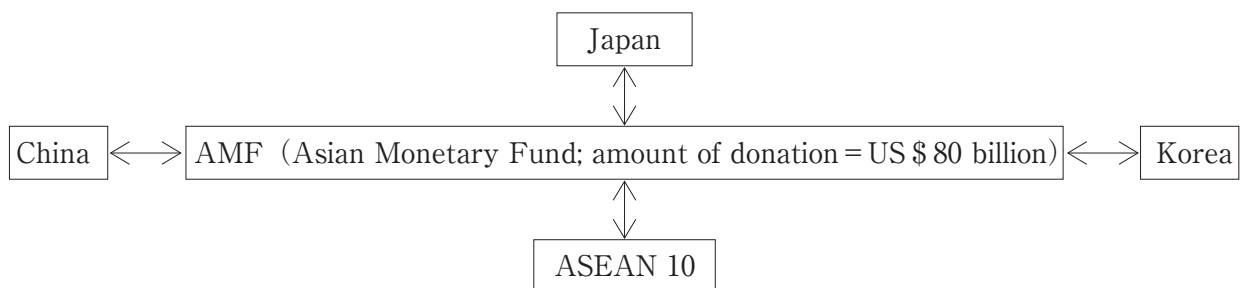 Japan
China
AMF (Asian Monetary Fund; amount of donation = US $ 80 billion)
Korea
ASEAN 10